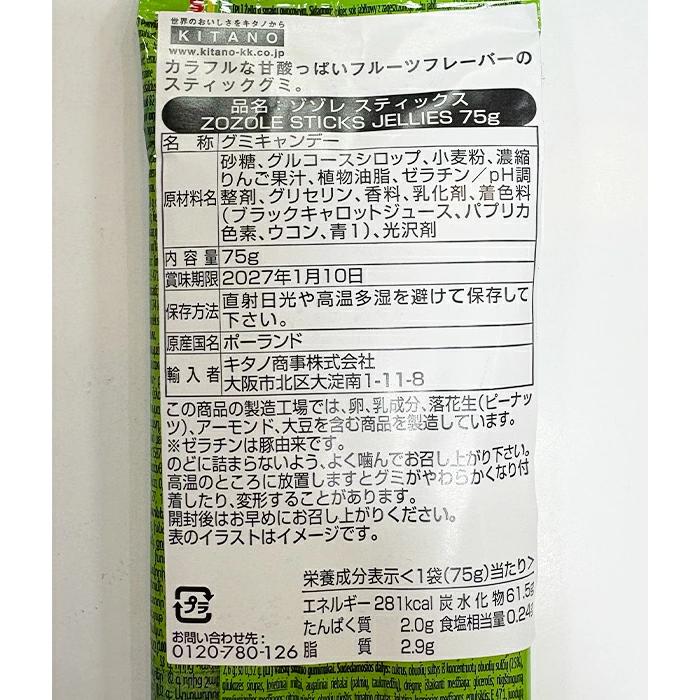 世界のおいしさをキタノから
KITANO
www.kitano-kk.co.jp
カラフルな甘酸っぱいフルーツフレーバーの
スティックグミ。
品名：ゾゾレ スティックス
ZOZOLE STICKS JELLIES 75g
名 称 グミキャンデー
原材料名 砂糖、グルコースシロップ、小麦粉、濃縮
りんご果汁、植物油脂、ゼラチン／pH調
整剤、グリセリン、香料、乳化剤、着色料
(ブラックキャロットジュース、パプリカ
色素、ウコン、青1)、光沢剤
内 容 量 75g
賞味期限 2027年1月10日
保存方法 直射日光や高温多湿を避けて保存して
下さい。
原産国名 ポーランド
輸 入 者 キタノ商事株式会社
大阪市北区大淀南1-11-8
この商品の製造工場では、卵、乳成分、落花生(ピーナッ
ツ)、アーモンド、大豆を含む商品を製造しています。
※ゼラチンは豚由来です。
のどに詰まらないよう、よく噛んでお召し上がり下さい。
高温のところに放置しますとグミがやわらかくなり付
着したり、変形することがあります。
開封後はお早めにお召し上がりください。
表のイラストはイメージです。
栄養成分表示<1袋(75g)当たり>
エネルギー 281kcal 炭水化物 61.5g
たんぱく質 2.0g 食塩相当量 0.24g
脂 質 2.9g
プラ
お問い合わせ先:
0120-780-126